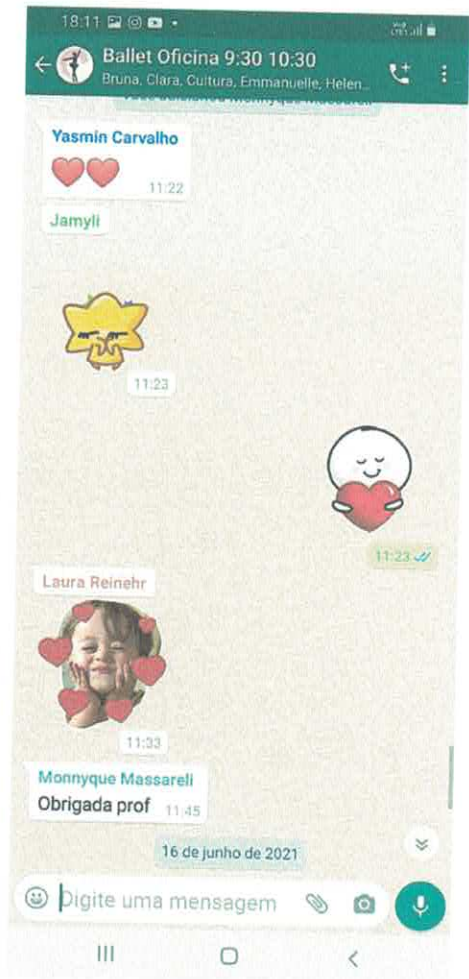 18:11
Ballet Oficina 9:30 10:30
Bruna, Clara, Cultura, Emmanuelle, Helen...
Yasmin Carvalho
11:22
Jamyli
11:23
11:23
Laura Reinehr
11:33
Monnyque Massareli
Obrigada prof 11:45
16 de junho de 2021
Digite uma mensagem